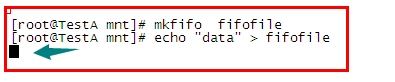 [root@TestA mnt]# mkfifo  fifofile
[root@TestA mnt]# echo "data" > fifofile